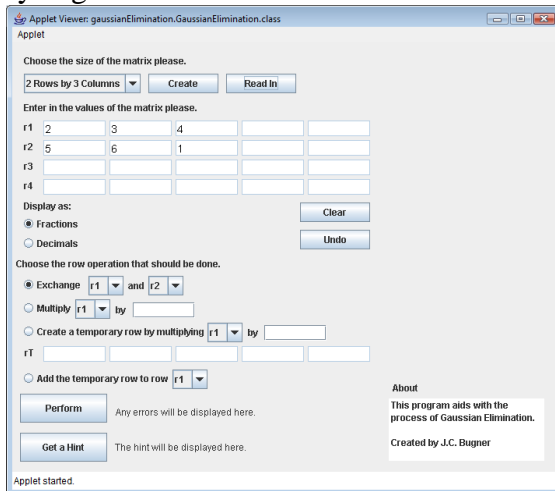 Applet Viewer: gaussianElimination.GaussianElimination.class
Applet
Choose the size of the matrix please.
2 Rows by 3 Columns Create Read In
Enter in the values of the matrix please.
r1 2 3 4
r2 5 6 1
r3
r4
Display as:
Clear
Fractions
Decimals
Undo
Choose the row operation that should be done.
Exchange r1 and r2
Multiply r1 by
Create a temporary row by multiplying r1 by
rT
Add the temporary row to row r1
Perform Any errors will be displayed here.
Get a Hint The hint will be displayed here.
About
This program aids with the
process of Gaussian Elimination.
Created by J.C. Bugner
Applet started.